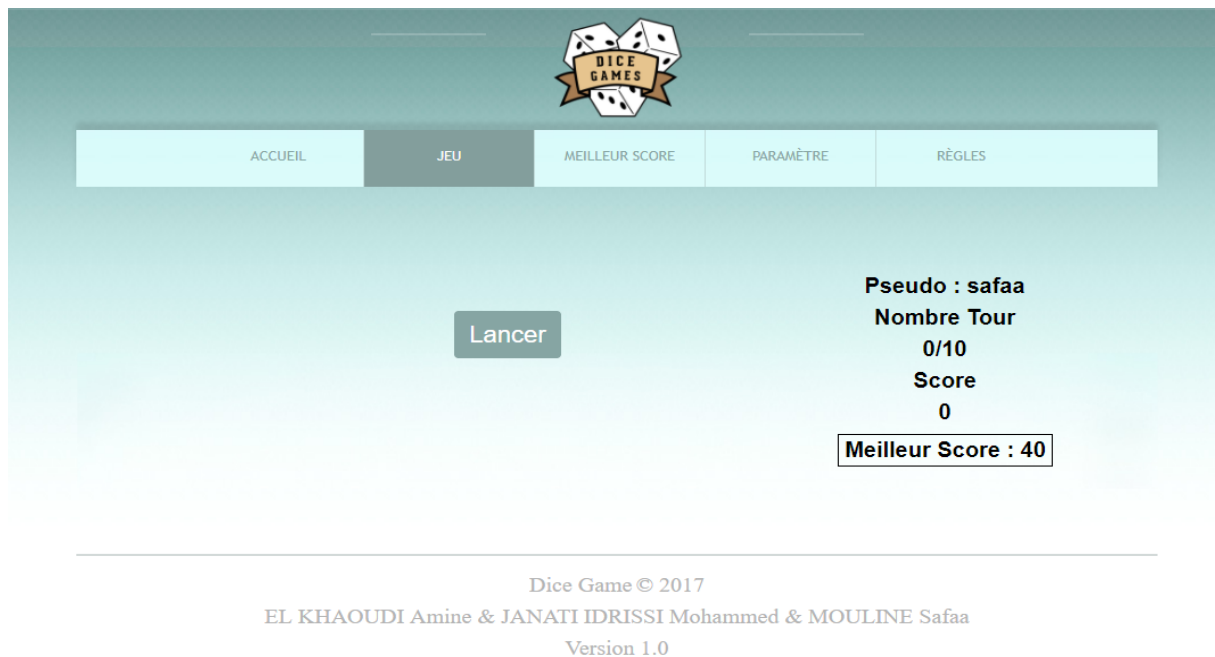 DICE
GAMES
ACCUEIL JEU MEILLEUR SCORE PARAMÈTRE RÈGLES
Lancer
Pseudo : safaa
Nombre Tour
0/10
Score
0
Meilleur Score : 40
Dice Game © 2017
EL KHAOUDI Amine & JANATI IDRISSI Mohammed & MOULINE Safaa
Version 1.0